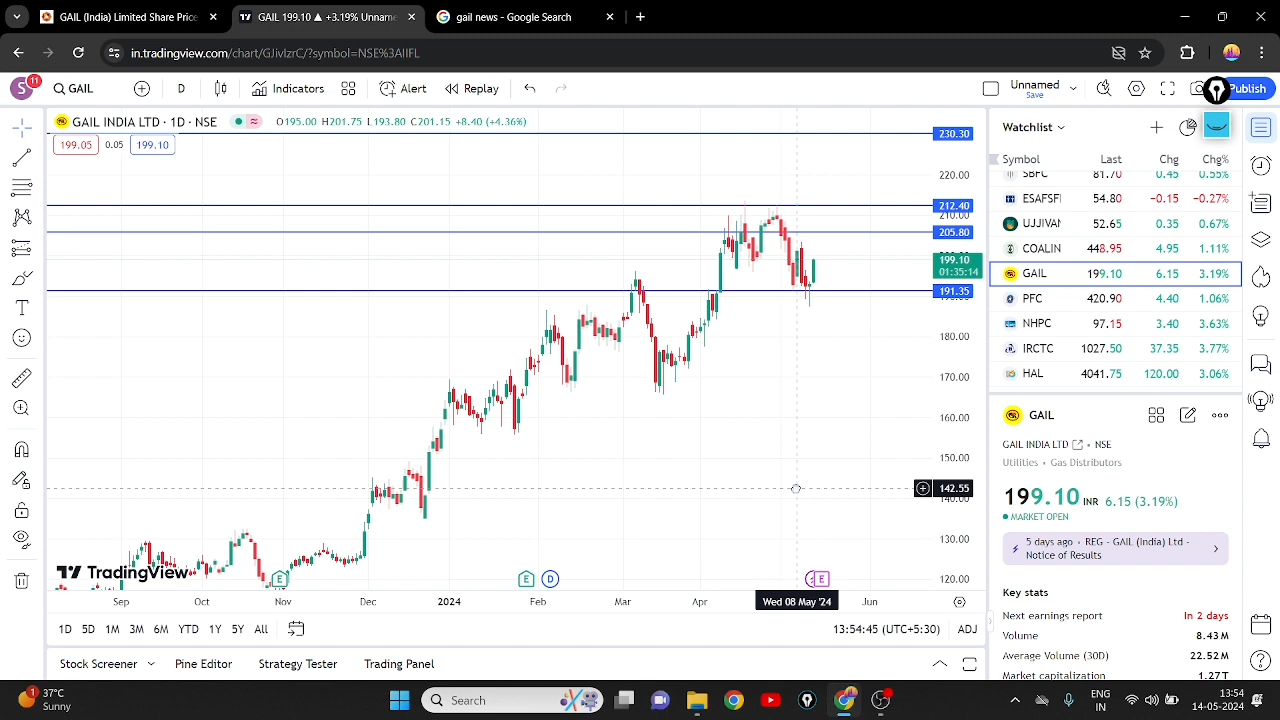 GAIL (India) Limited Share Price
GAIL 199.10 ▲ +3.19% Unname
gail news - Google Search
in.tradingview.com/chart/GJivIzrC/?symbol=NSE%3AIIFL
S 11 GAIL D Indicators Alert Replay Unnamed Save Publish
GAIL INDIA LTD · 1D · NSE O195.00 H201.75 L193.80 C201.15 +8.40 (+4.36%)
199.05 0.05 199.10
230.30
220.00
212.40
210.00
205.80
199.10
01:35:14
191.35
180.00
170.00
160.00
150.00
142.55
140.00
130.00
120.00
TradingView
E E D E
Sep Oct Nov Dec 2024 Feb Mar Apr Wed 08 May '24 Jun
1D 5D 1M 3M 6M YTD 1Y 5Y All 13:54:45 (UTC+5:30) ADJ
Stock Screener Pine Editor Strategy Tester Trading Panel
Watchlist
Symbol Last Chg Chg%
SBFC 81.70 0.45 0.55%
ESAFSFI 54.80 −0.15 −0.27%
UJJIVAN 52.65 0.35 0.67%
COALIN 448.95 4.95 1.11%
GAIL 199.10 6.15 3.19%
PFC 420.90 4.40 1.06%
NHPC 97.15 3.40 3.63%
IRCTC 1027.50 37.35 3.77%
HAL 4041.75 120.00 3.06%
GAIL
GAIL INDIA LTD • NSE
Utilities • Gas Distributors
199.10 INR 6.15 (3.19%)
MARKET OPEN
5 days ago • REG - GAIL (India) Ltd -
Notice of Results
Key stats
Next earnings report In 2 days
Volume 8.43 M
Average Volume (30D) 22.52 M
Market capitalization 1.27 T
1 37°C
Sunny
Search
ENG
IN
13:54
14-05-2024